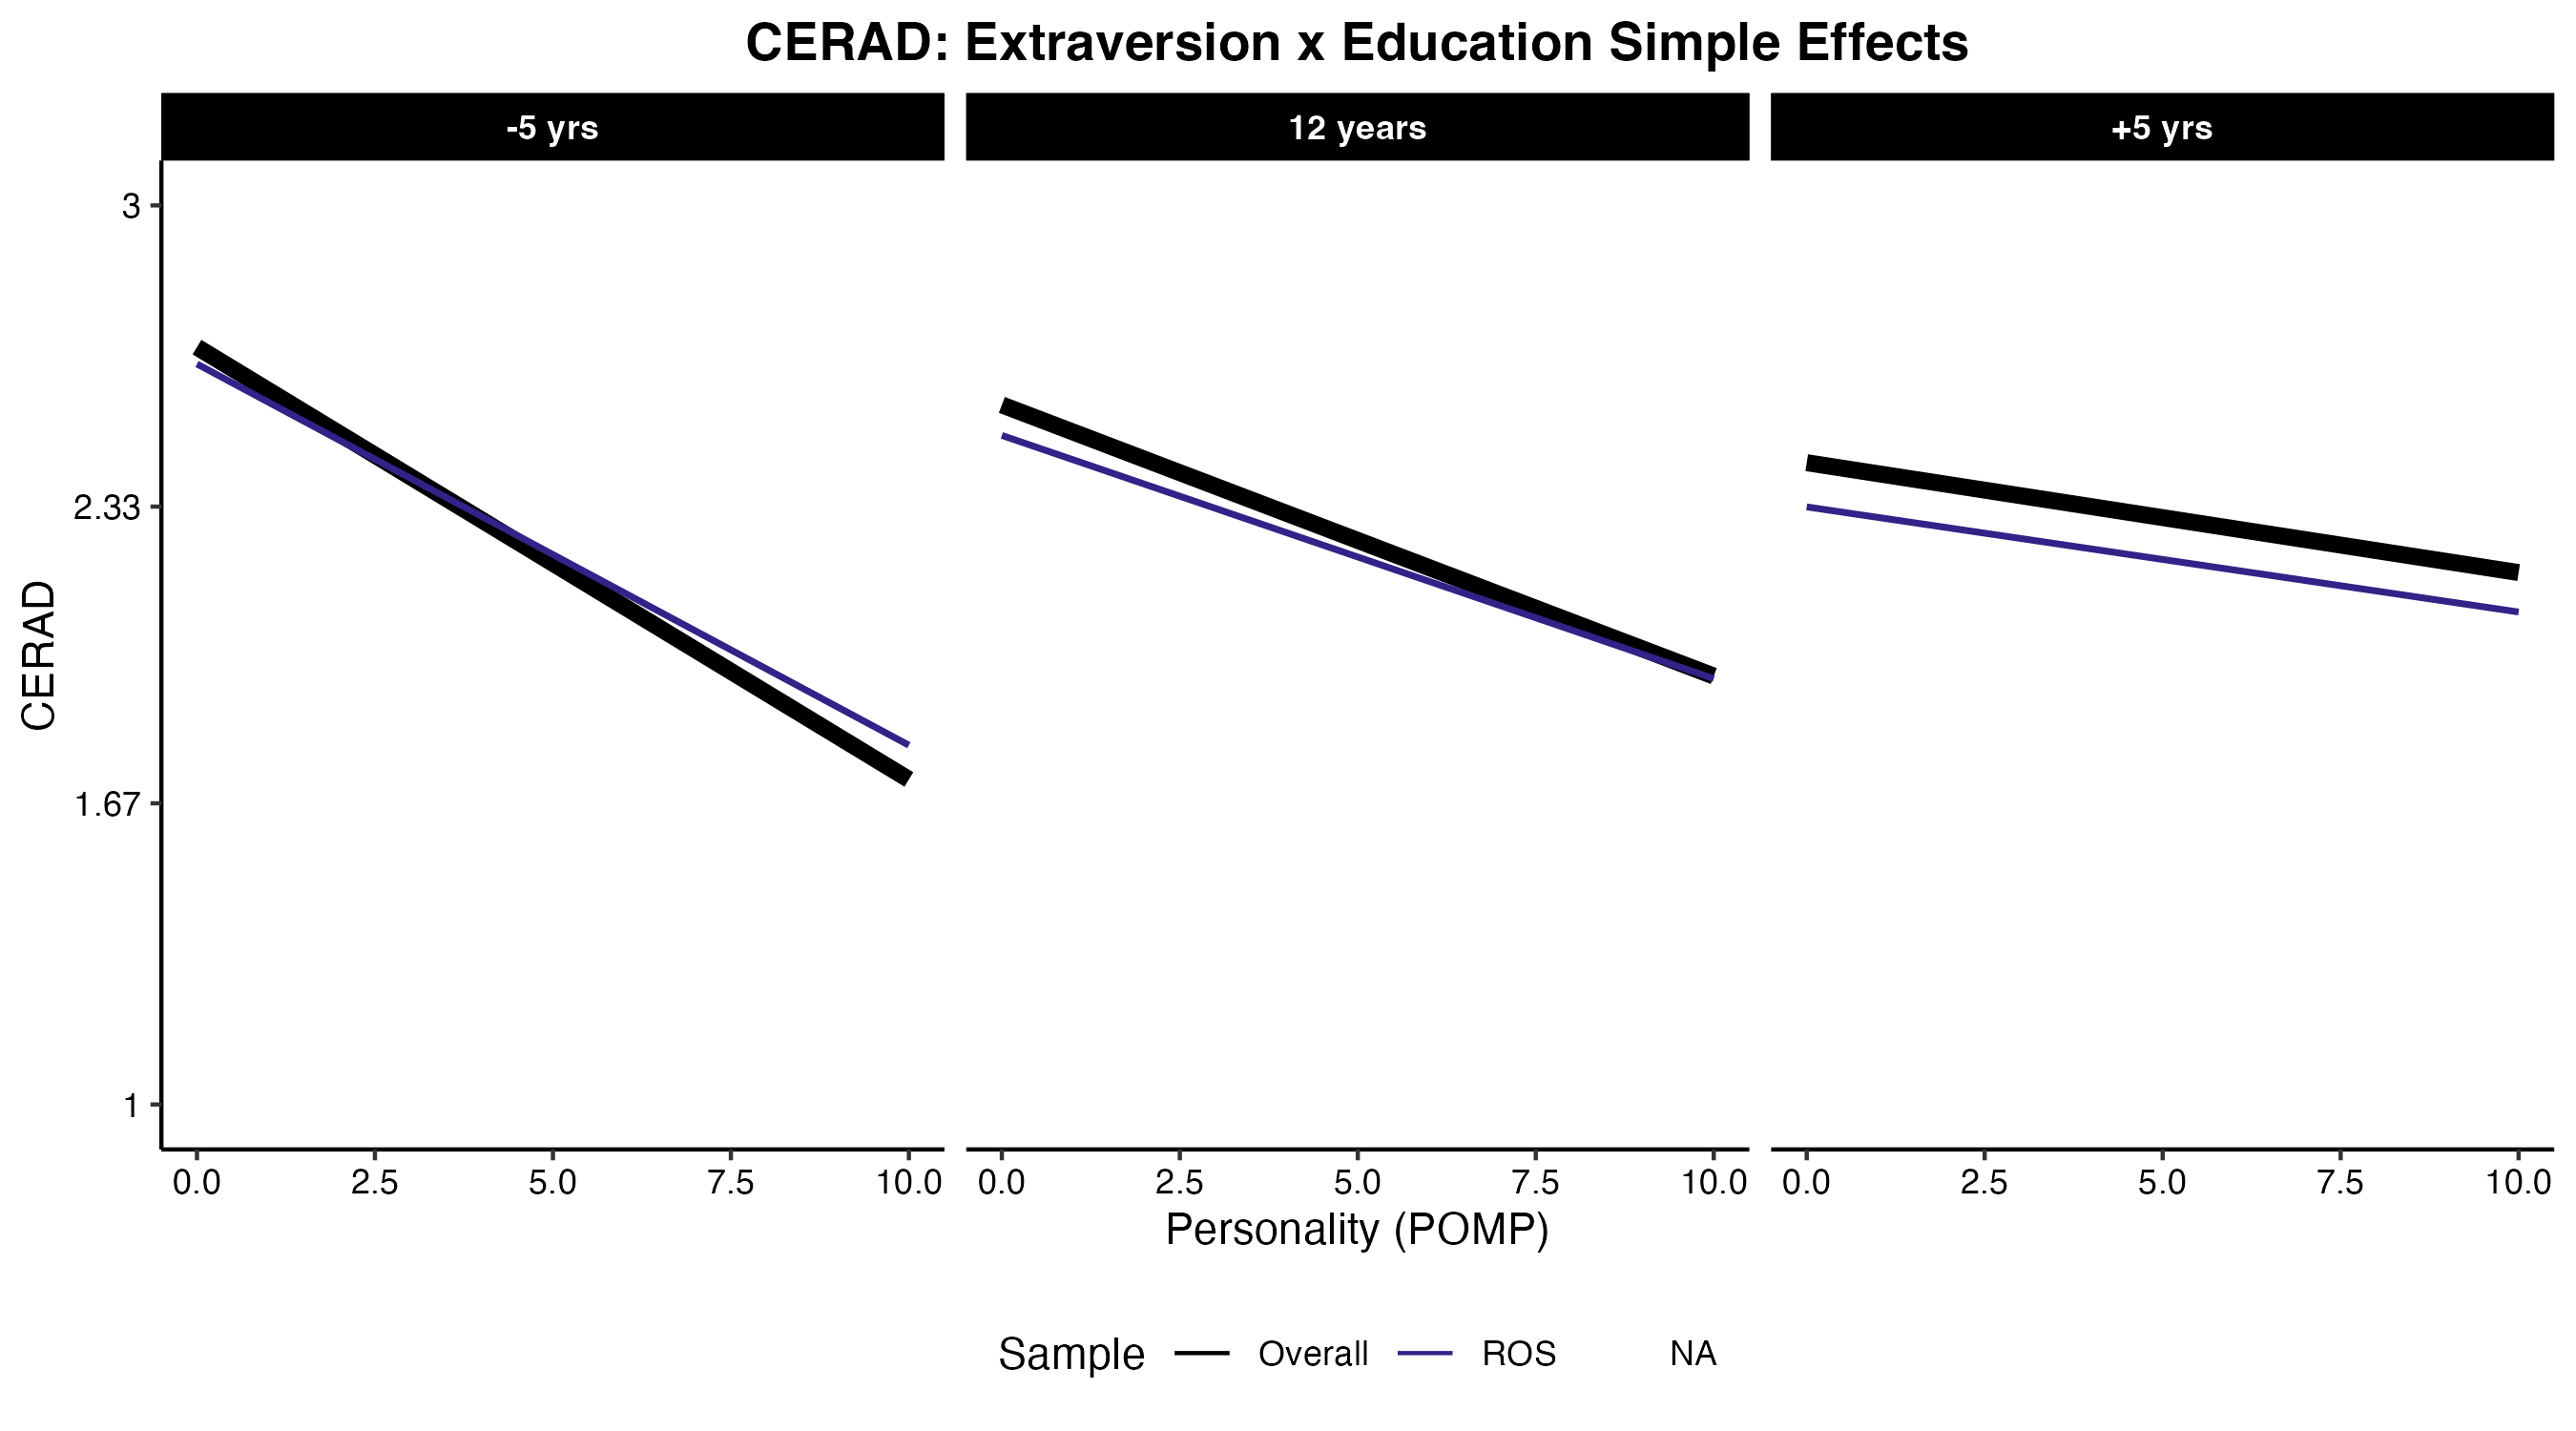 CERAD: Extraversion x Education Simple Effects
-5 yrs 12 years +5 yrs
3
2.33
1.67
1
CERAD
0.0 2.5 5.0 7.5 10.0 0.0 2.5 5.0 7.5 10.0 0.0 2.5 5.0 7.5 10.0
Personality (POMP)
Sample Overall ROS NA